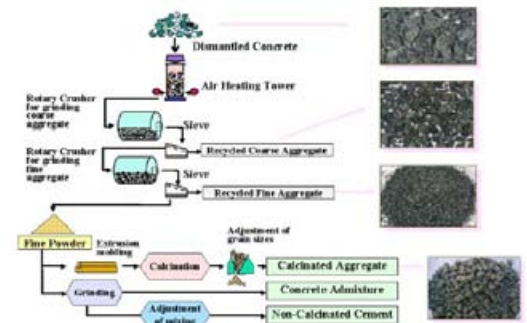 Dismantled Concrete
Air Heating Tower
Rotary Crusher
for grinding
coarse
aggregate
Sieve
Rotary Crusher
for grinding
fine
aggregate
Recycled Coarse Aggregate
Sieve
Recycled Fine Aggregate
Fine Powder
Extrusion
molding
Calcination
Adjustment of
grain sizes
Calcinated Aggregate
Grinding
Concrete Admixture
Adjustment
of mixing
Non-Calcinated Cement